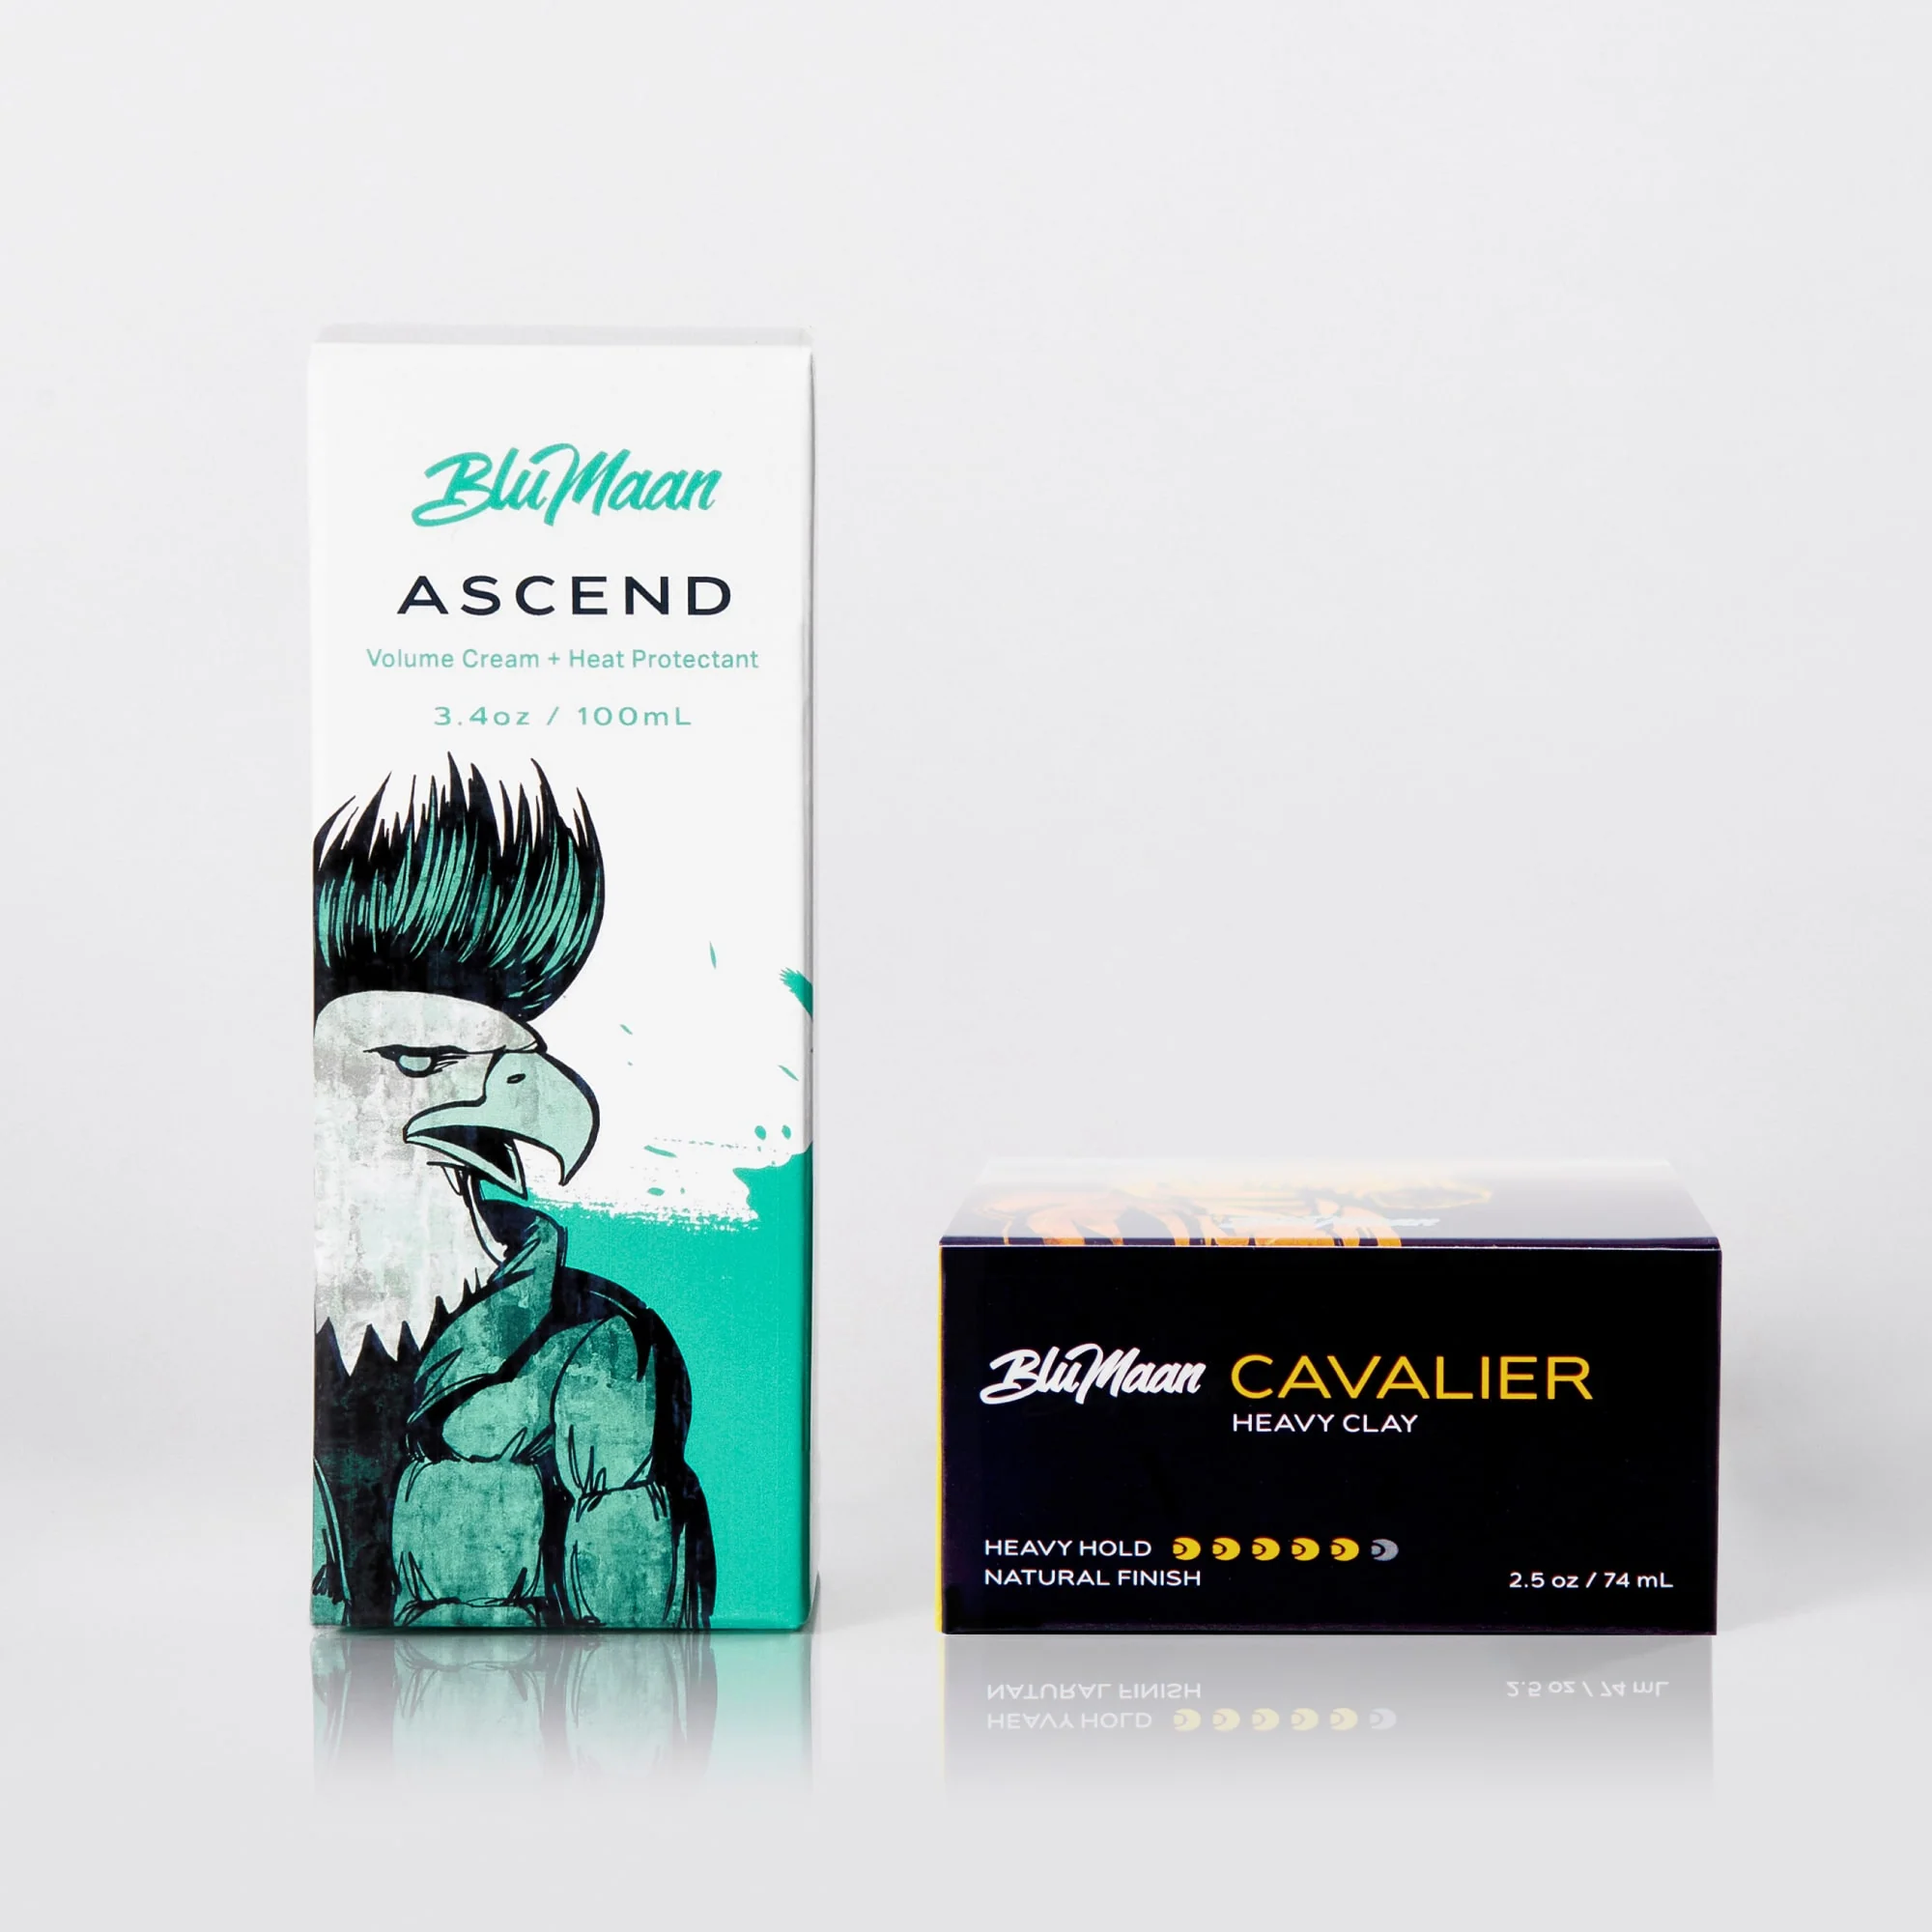 BluMaan
ASCEND
Volume Cream + Heat Protectant
3.4oz / 100mL
BluMaan CAVALIER
HEAVY CLAY
HEAVY HOLD
NATURAL FINISH
2.5 oz / 74 mL